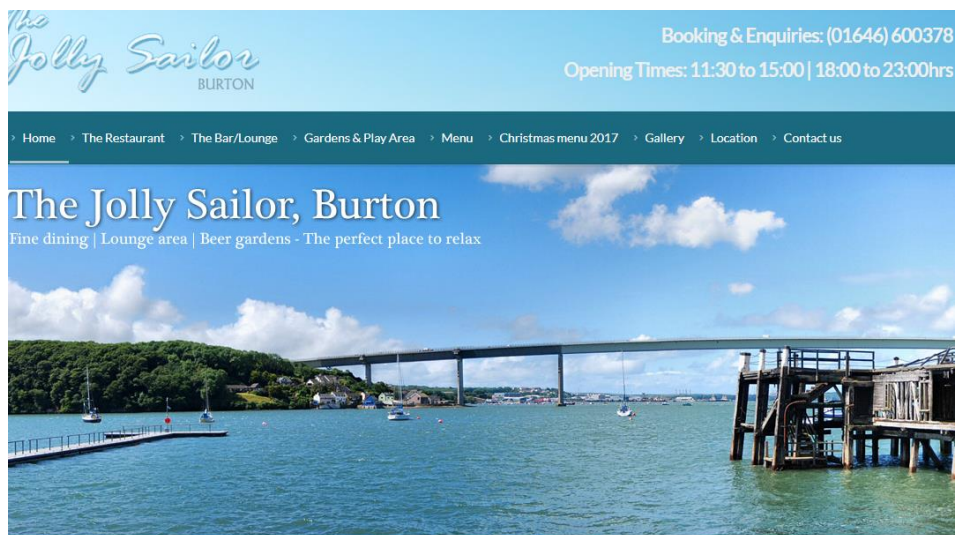 The
Jolly Sailor
BURTON
Booking & Enquiries: (01646) 600378
Opening Times: 11:30 to 15:00 | 18:00 to 23:00hrs
Home The Restaurant The Bar/Lounge Gardens & Play Area Menu Christmas menu 2017 Gallery Location Contact us
The Jolly Sailor, Burton
Fine dining | Lounge area | Beer gardens - The perfect place to relax